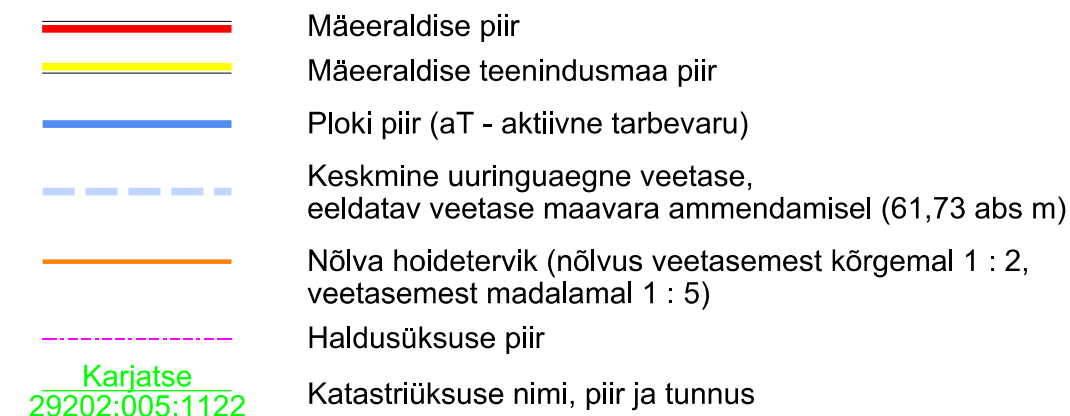 Mäeeraldise piir
Mäeeraldise teenindusmaa piir
Ploki piir (aT - aktiivne tarbevaru)
Keskmine uuringuaegne veetase,
eeldatav veetase maavara ammendamisel (61,73 abs m)
Nõlva hoidetervik (nõlvus veetasemest kõrgemal 1 : 2,
veetasemest madalamal 1 : 5)
Haldusüksuse piir
Karjatse
29202:005:1122
Katastriüksuse nimi, piir ja tunnus